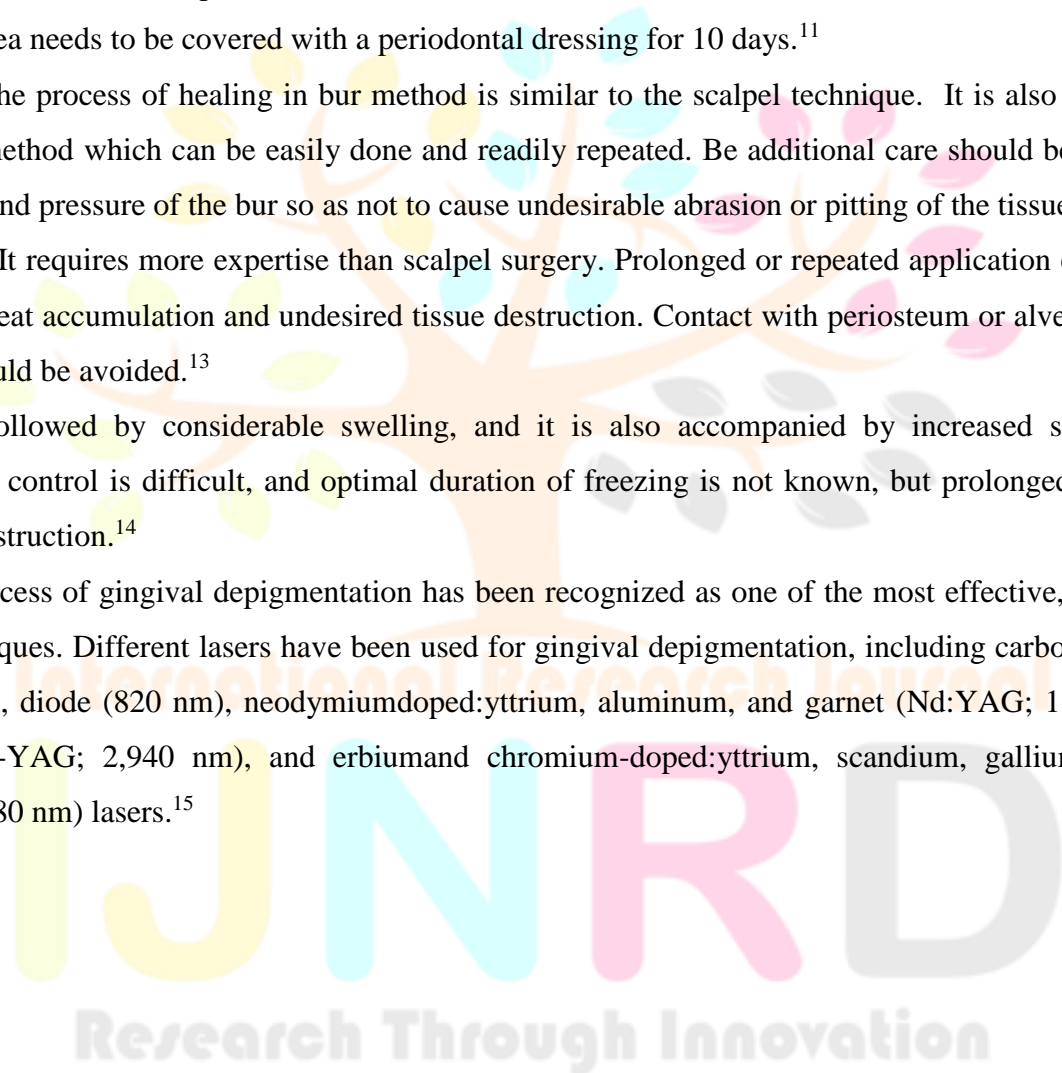 ea needs to be covered with a periodontal dressing for 10 days.11
he process of healing in bur method is similar to the scalpel technique. It is also
ethod which can be easily done and readily repeated. Be additional care should be
nd pressure of the bur so as not to cause undesirable abrasion or pitting of the tissue
It requires more expertise than scalpel surgery. Prolonged or repeated application
eat accumulation and undesired tissue destruction. Contact with periosteum or alve
uld be avoided.13
ollowed by considerable swelling, and it is also accompanied by increased s
control is difficult, and optimal duration of freezing is not known, but prolonged
struction.14
cess of gingival depigmentation has been recognized as one of the most effective,
ques. Different lasers have been used for gingival depigmentation, including carbo
International Research Journal
, diode (820 nm), neodymiumdoped:yttrium, aluminum, and garnet (Nd:YAG; 1
-YAG; 2,940 nm), and erbiumand chromium-doped:yttrium, scandium, galliu
80 nm) lasers.15
IJNRD
Research Through Innovation